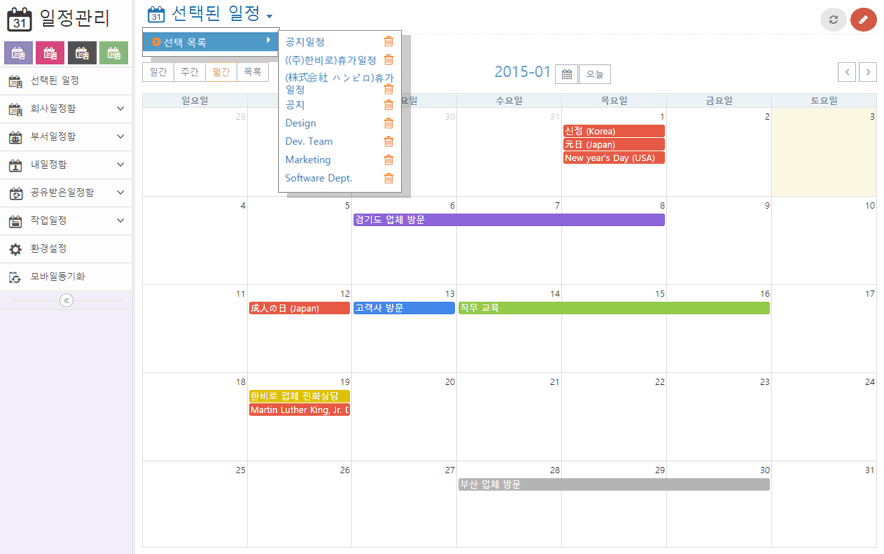 31 일정관리
선택된 일정
회사일정함
부서일정함
내일정함
공유받은일정함
작업일정
환경설정
모바일동기화
31 선택된 일정
선택 목록
공지일정
((주)한비로)휴가일정
(株式会社 ハンビロ)휴가
일정
공지
Design
Dev. Team
Marketing
Software Dept.
일간 주간 월간 목록
2015-01 오늘
일요일 요일 수요일 목요일 금요일 토요일
28 30 31 1 2 3
신정 (Korea)
元日 (Japan)
New year's Day (USA)
4 5 6 7 8 9 10
경기도 업체 방문
11 12 13 14 15 16 17
成人の日 (Japan) 고객사 방문 직무 교육
18 19 20 21 22 23 24
한비로 업체 전화상담
Martin Luther King, Jr. D
25 26 27 28 29 30 31
부산 업체 방문